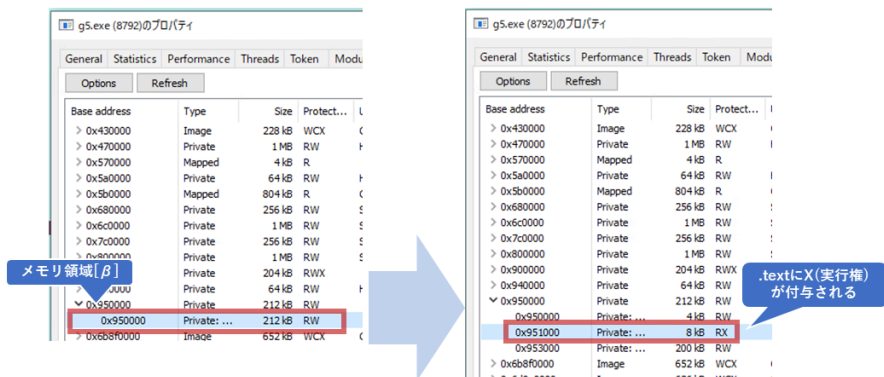 g5.exe (8792)のプロパティ
General Statistics Performance Threads Token Modu
Options Refresh
Base address Type Size Protect...
0x430000 Image 228 kB WCX
0x470000 Private 1 MB RW
0x570000 Mapped 4 kB R
0x5a0000 Private 64 kB RW
0x5b0000 Mapped 804 kB R
0x680000 Private 256 kB RW
0x6c0000 Private 1 MB RW
0x7c0000 Private 256 kB RW
0x800000 Private 1 MB RW
メモリ領域[β]
Private 204 kB RWX
Private 64 kB RW
0x950000 Private 212 kB RW
0x950000 Private: ... 212 kB RW
0x6b8f0000 Image 652 kB WCX
g5.exe (8792)のプロパティ
General Statistics Performance Threads Token Modu
Options Refresh
Base address Type Size Protect...
0x430000 Image 228 kB WCX
0x470000 Private 1 MB RW
0x570000 Mapped 4 kB R
0x5a0000 Private 64 kB RW
0x5b0000 Mapped 804 kB R
0x680000 Private 256 kB RW
0x6c0000 Private 1 MB RW
0x7c0000 Private 256 kB RW
0x800000 Private 1 MB RW
0x900000 Private 204 kB RWX
0x940000 Private 64 kB RW
0x950000 Private 212 kB RW
0x950000 Private: ... 4 kB RW
0x951000 Private: ... 8 kB RX
0x953000 Private: ... 200 kB RW
0x6b8f0000 Image 652 kB WCX
.textにX(実行権)
が付与される